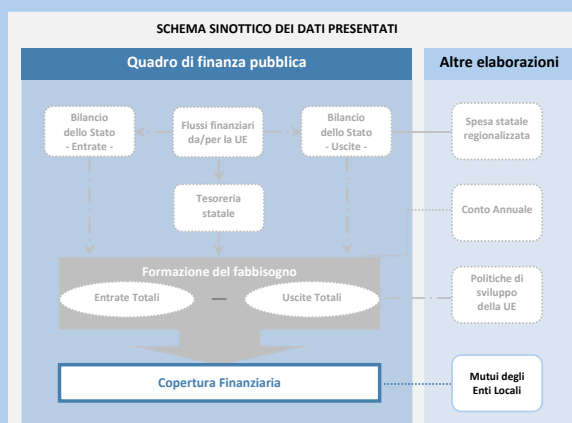 SCHEMA SINOTTICO DEI DATI PRESENTATI
Quadro di finanza pubblica
Altre elaborazioni
Bilancio
dello Stato
- Entrate -
Flussi finanziari
da/per la UE
Bilancio
dello Stato
- Uscite -
Spesa statale
regionalizzata
Tesoreria
statale
Conto Annuale
Formazione del fabbisogno
Entrate Totali
—
Uscite Totali
Politiche di
sviluppo
della UE
Copertura Finanziaria
Mutui degli
Enti Locali